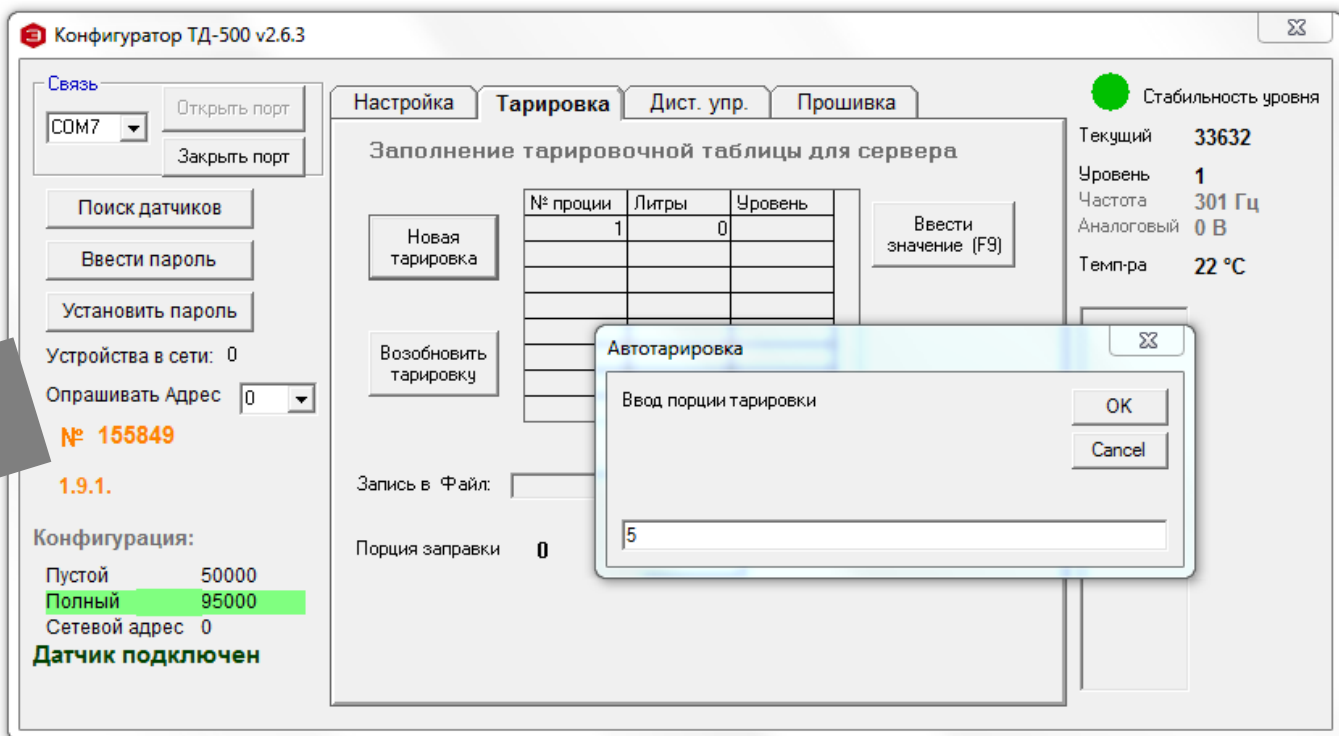 Конфигуратор ТД-500 v2.6.3
Связь
COM7
Открыть порт
Закрыть порт
Поиск датчиков
Ввести пароль
Установить пароль
Устройства в сети: 0
Опрашивать Адрес 0
№ 155849
1.9.1.
Конфигурация:
Пустой 50000
Полный 95000
Сетевой адрес 0
Датчик подключен
Настройка
Тарировка
Дист. упр.
Прошивка
Заполнение тарировочной таблицы для сервера
Новая
тарировка
Возобновить
тарировку
№ проции Литры Уровень
1 0
Ввести
значение (F9)
Запись в Файл:
Порция заправки 0
Автотарировка
Ввод порции тарировки
OK
Cancel
5
Стабильность уровня
Текущий 33632
Уровень 1
Частота 301 Гц
Аналоговый 0 В
Темп-ра 22 °C